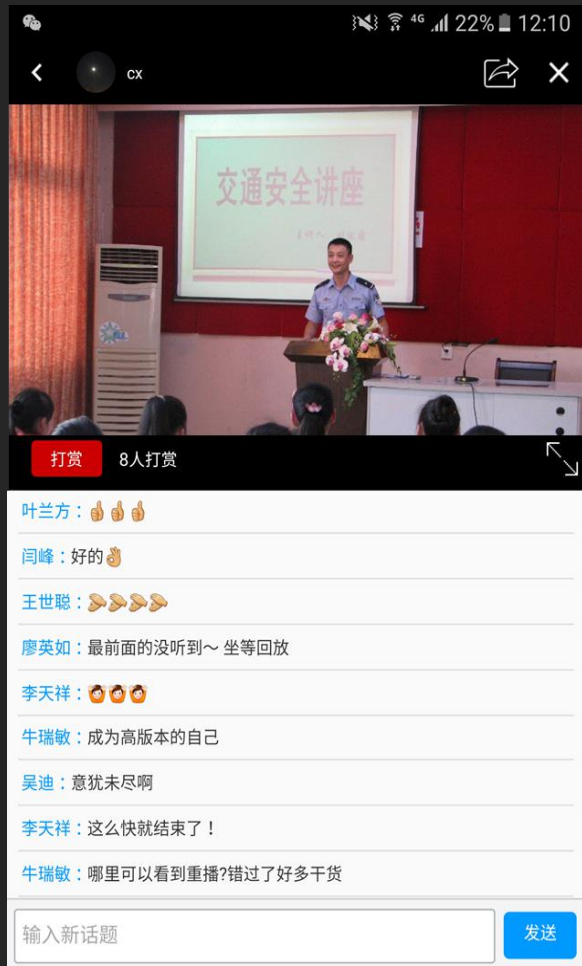 4G 22% 12:10
cx
交通安全讲座
主讲人
打赏 8人打赏
叶兰方：👍👍👍
闫峰：好的👌
王世聪：👏👏👏👏
廖英如：最前面的没听到～ 坐等回放
李天祥：🙆🙆🙆
牛瑞敏：成为高版本的自己
吴迪：意犹未尽啊
李天祥：这么快就结束了！
牛瑞敏：哪里可以看到重播?错过了好多干货
输入新话题 发送